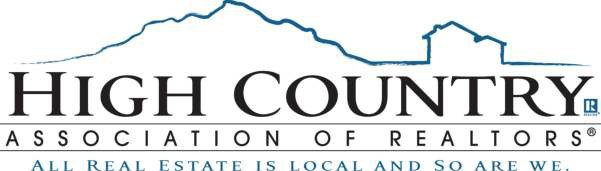 HIGH COUNTRY
ASSOCIATION OF REALTORS®
ALL REAL ESTATE IS LOCAL AND SO ARE WE.